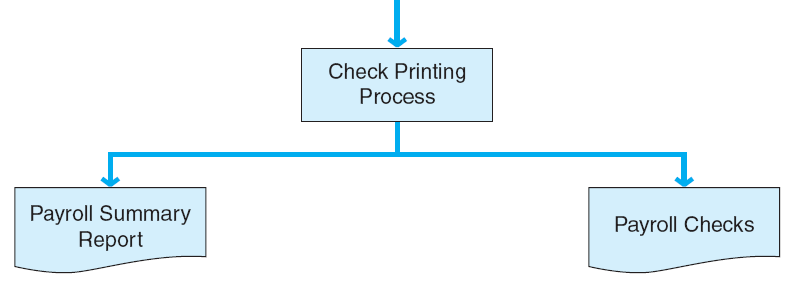 Check Printing
Process
Payroll Summary
Report
Payroll Checks